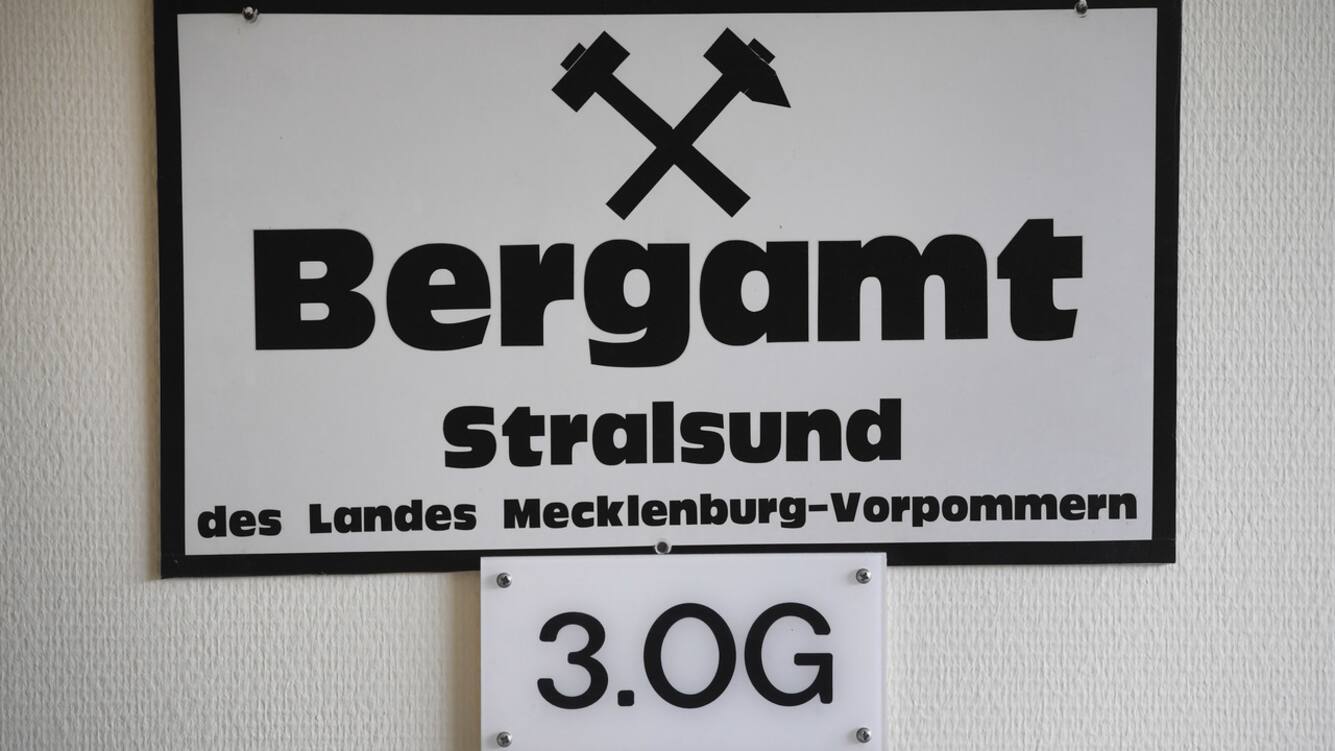 Bergamt
Stralsund
des Landes Mecklenburg-Vorpommern
3.OG